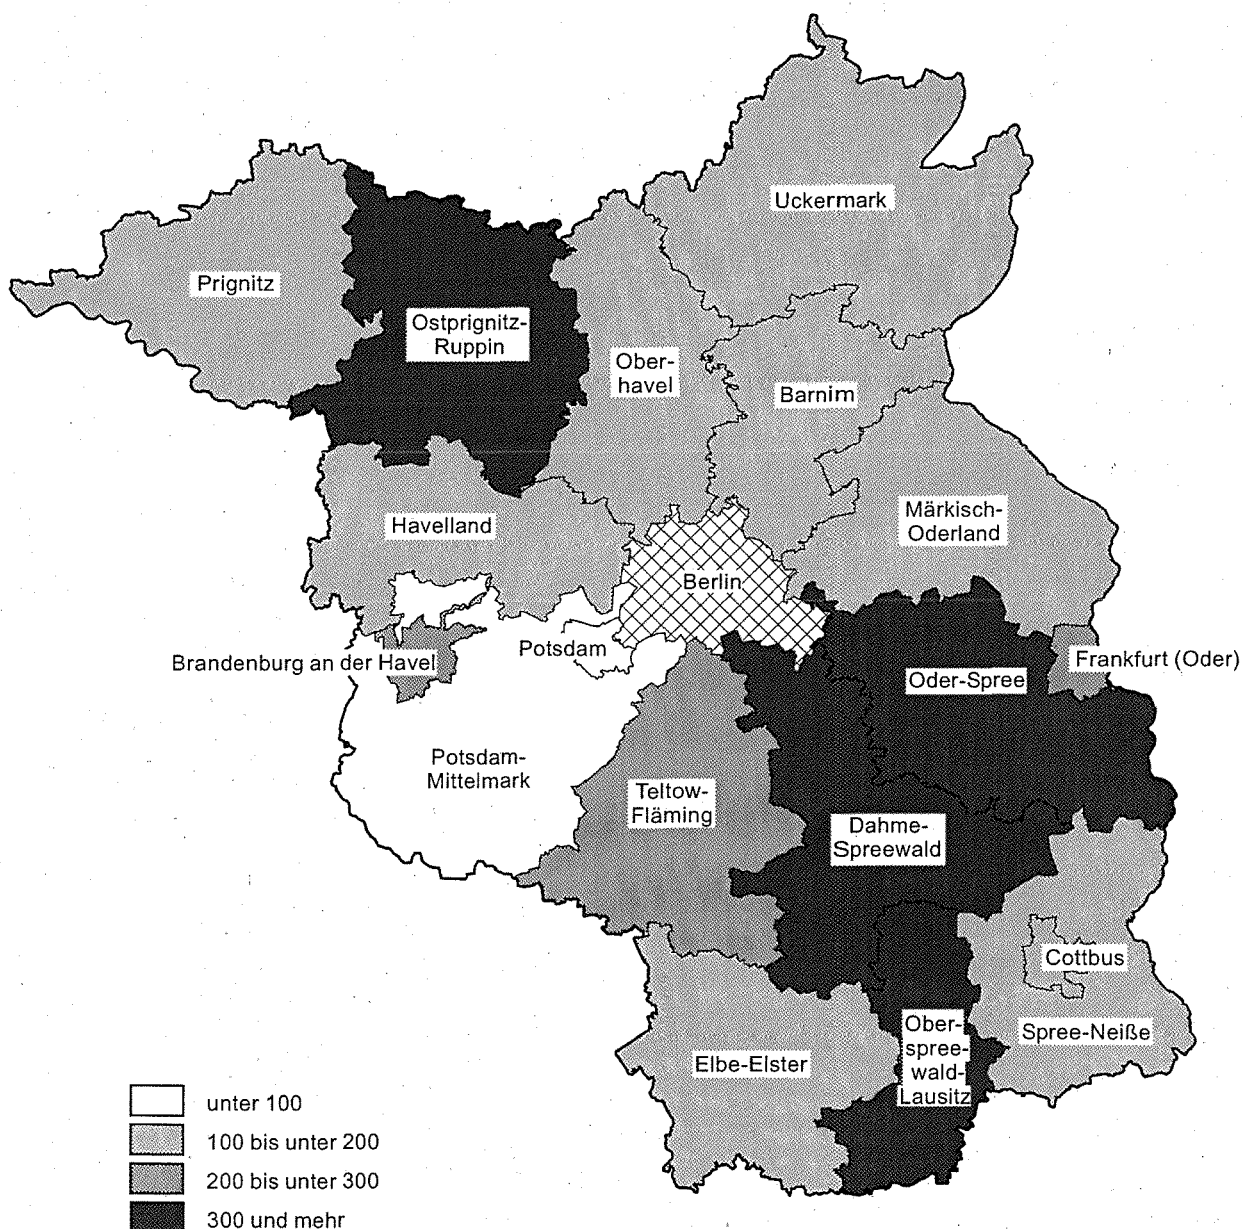 Uckermark
Prignitz
Ostprignitz-
Ruppin
Ober-
havel
Barnim
Havelland
Märkisch-
Oderland
Berlin
Brandenburg an der Havel
Potsdam
Frankfurt (Oder)
Oder-Spree
Potsdam-
Mittelmark
Teltow-
Fläming
Dahme-
Spreewald
Cottbus
Ober-
spree-
wald-
Lausitz
Spree-Neiße
Elbe-Elster
unter 100
100 bis unter 200
200 bis unter 300
300 und mehr